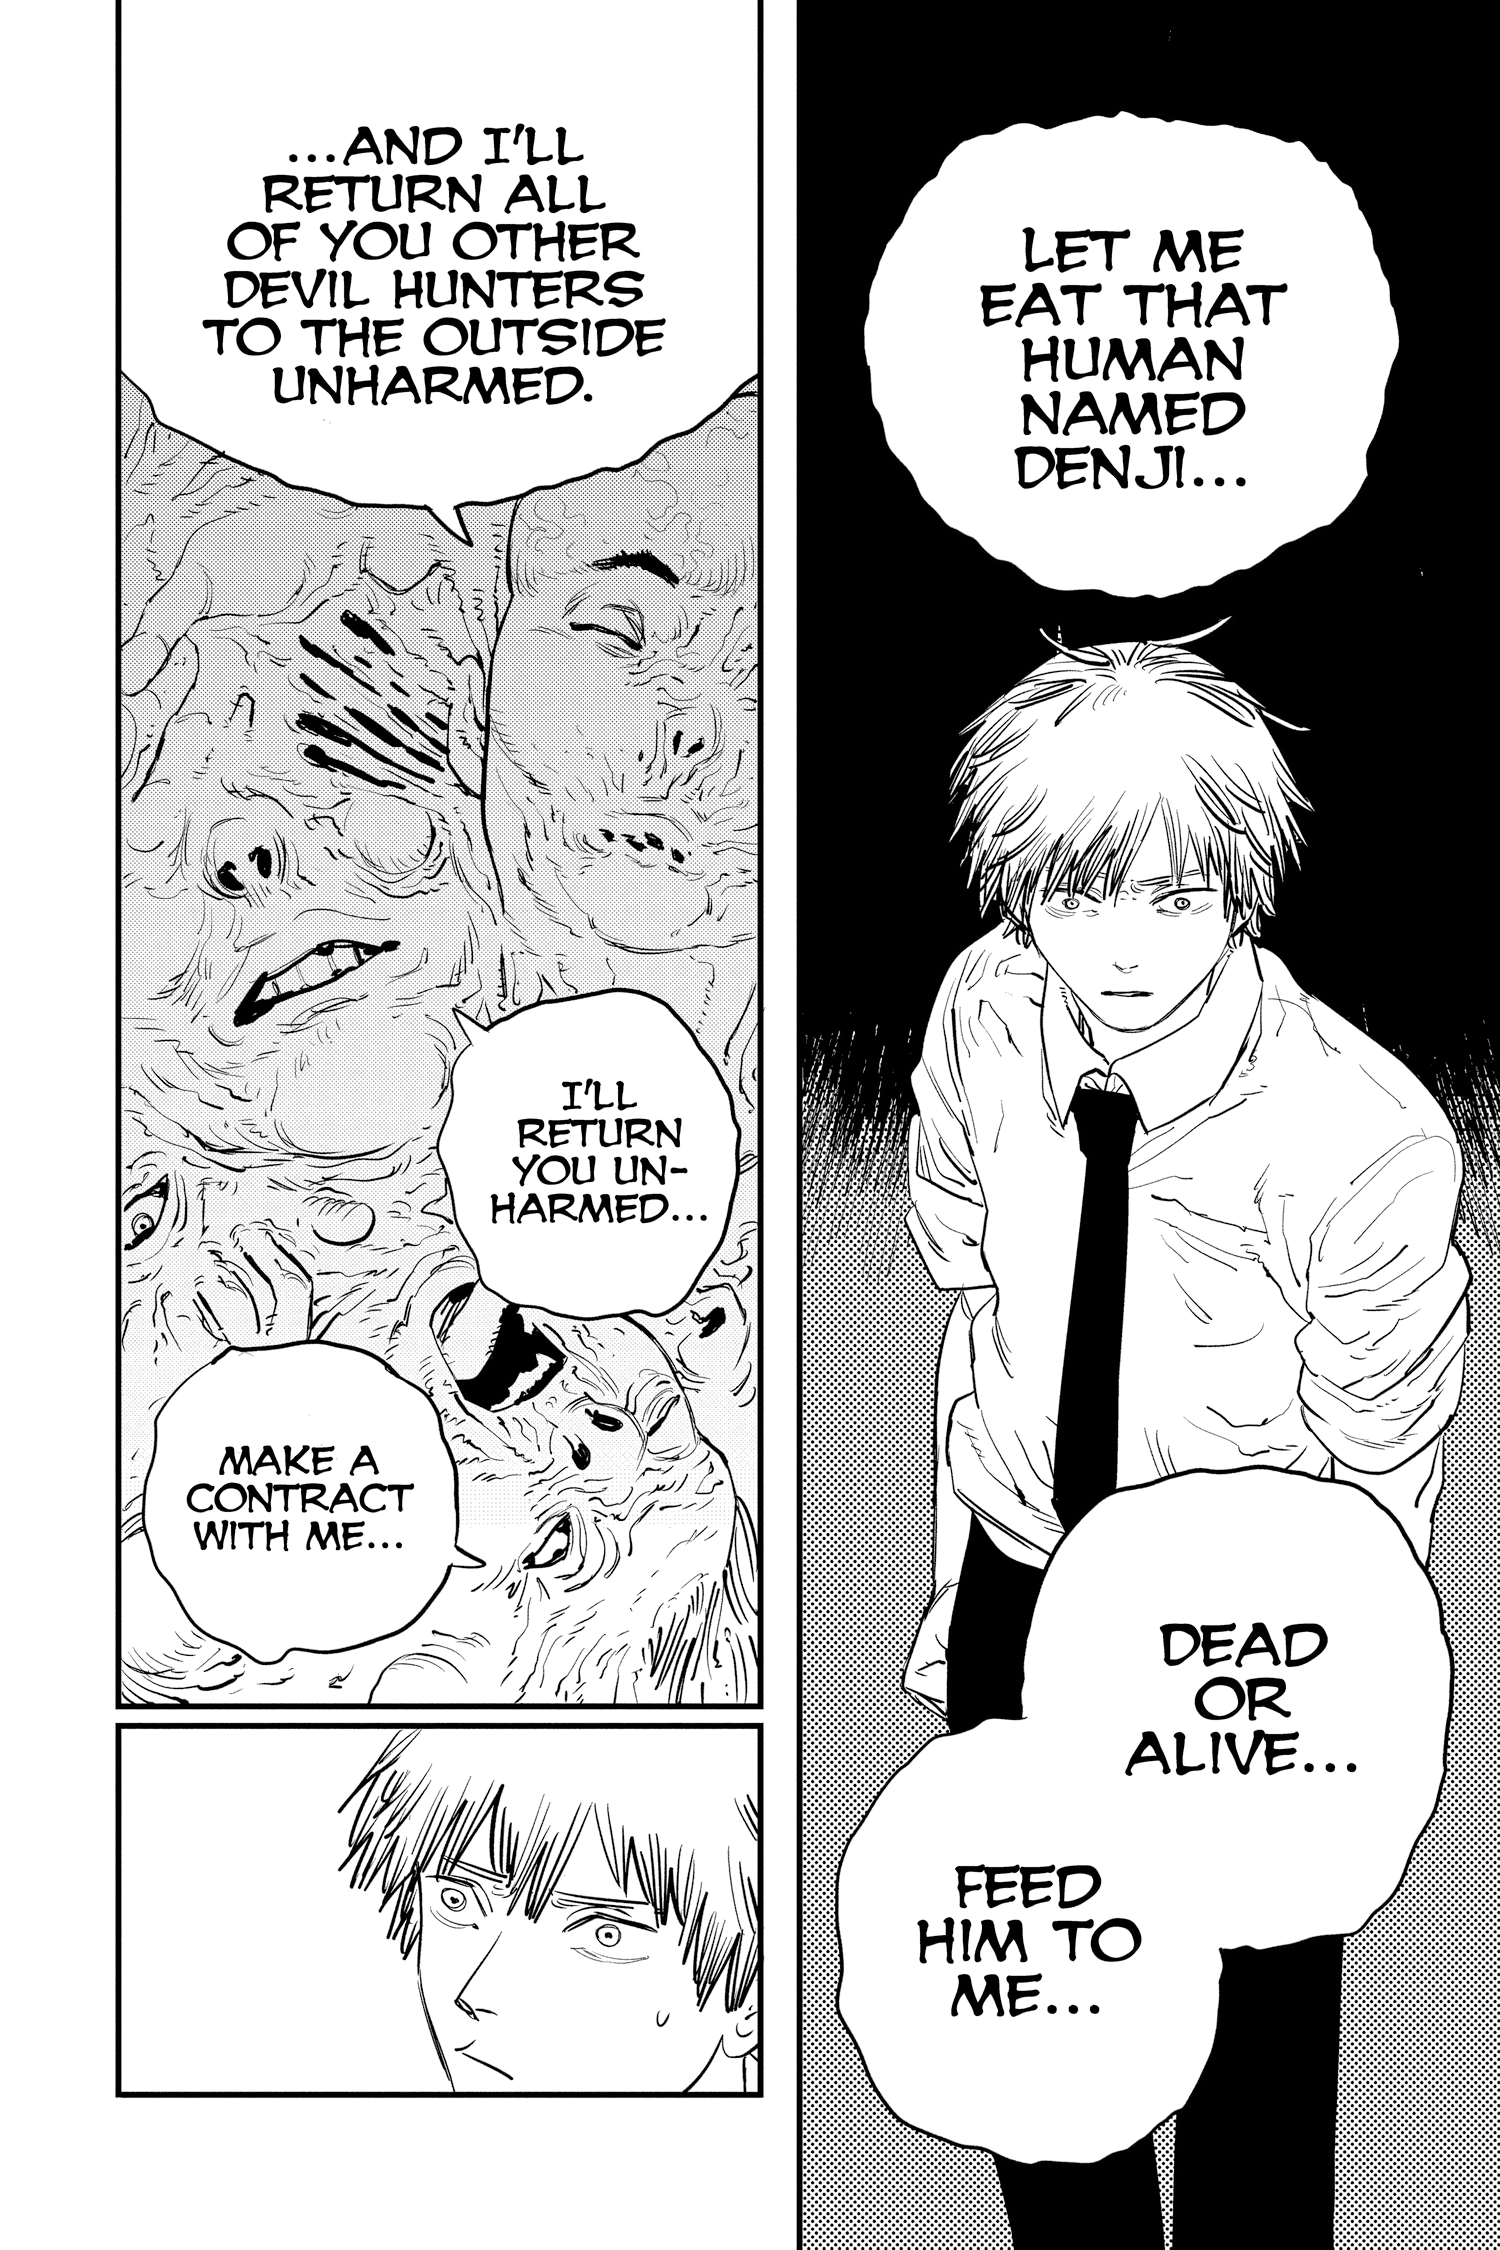 LET ME
EAT THAT
HUMAN
NAMED
DENJI...
DEAD
OR
ALIVE...
FEED
HIM TO
ME...
...AND I'LL
RETURN ALL
OF YOU OTHER
DEVIL HUNTERS
TO THE OUTSIDE
UNHARMED.
I'LL
RETURN
YOU UN-
HARMED...
MAKE A
CONTRACT
WITH ME...